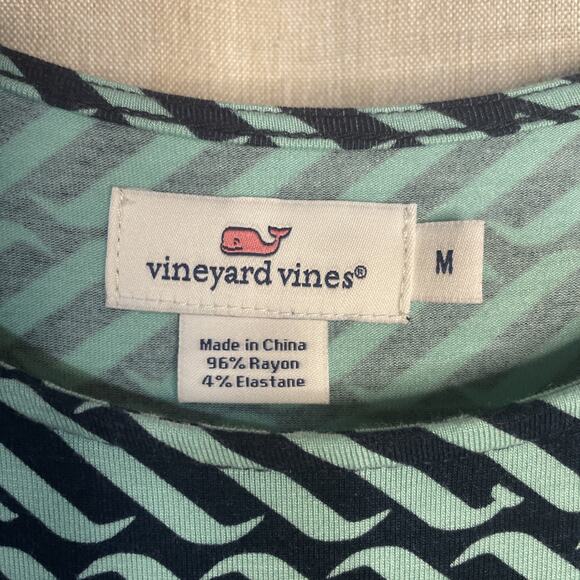 vineyard vines®
M
Made in China
96% Rayon
4% Elastane